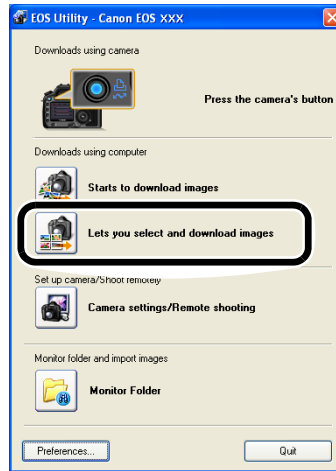 EOS Utility - Canon EOS XXX
Downloads using camera
Press the camera's button
Downloads using computer
Starts to download images
Lets you select and download images
Set up camera/Shoot remotely
Camera settings/Remote shooting
Monitor folder and import images
Monitor Folder
Preferences...
Quit